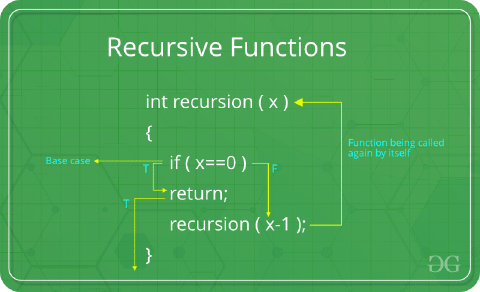 Recursive Functions
int recursion ( x )
{
Function being called
again by itself
Base case
if ( x==0 )
T
F
return;
T
recursion ( x-1 );
}
GG